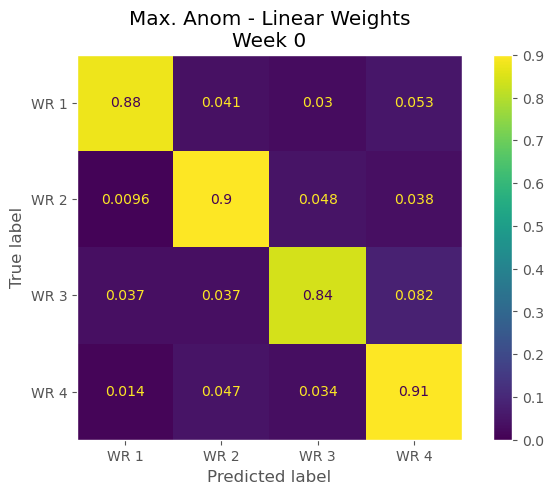 Max. Anom - Linear Weights
Week 0
WR 1 0.88 0.041 0.03 0.053
WR 2 0.0096 0.9 0.048 0.038
WR 3 0.037 0.037 0.84 0.082
WR 4 0.014 0.047 0.034 0.91
WR 1 WR 2 WR 3 WR 4
Predicted label
True label
0.9
0.8
0.7
0.6
0.5
0.4
0.3
0.2
0.1
0.0